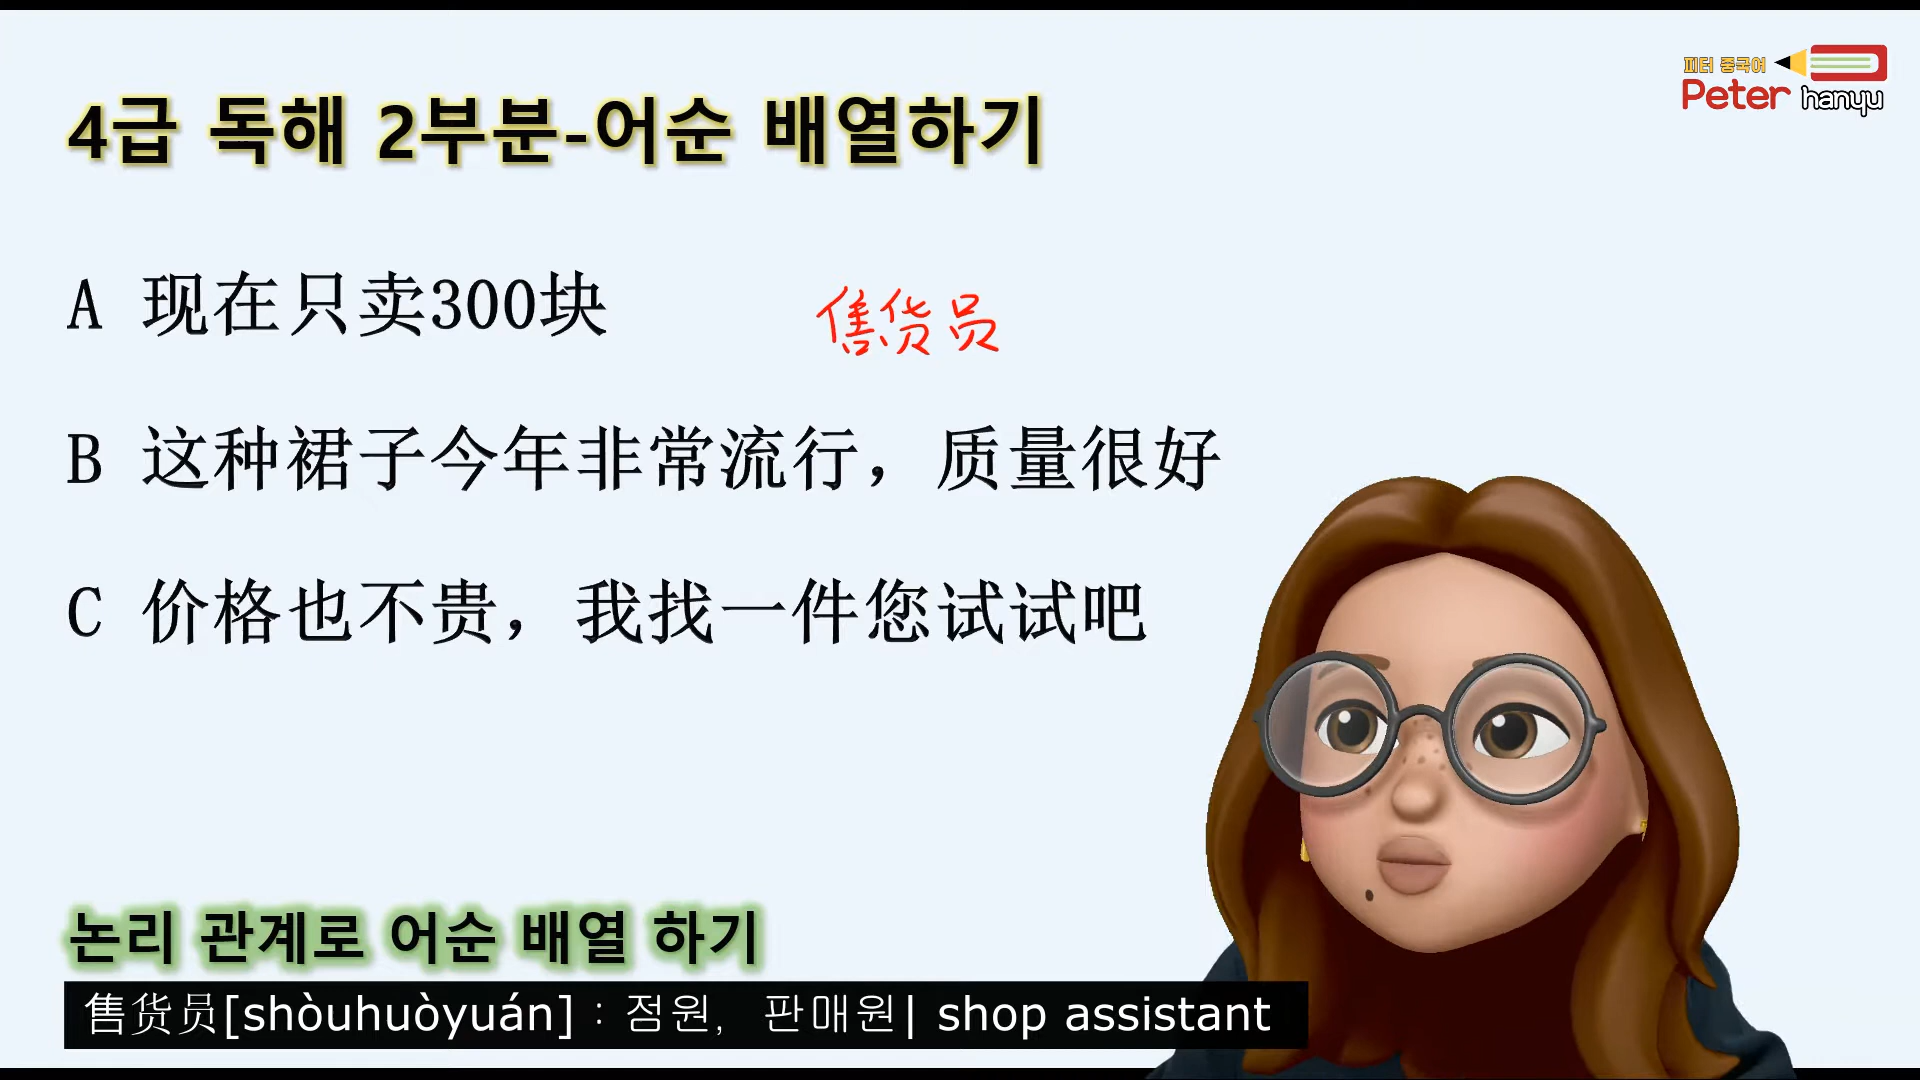 피터 중국어
Peter hanyu
4급 독해 2부분-어순 배열하기
A 现在只卖300块
售货员
B 这种裙子今年非常流行，质量很好
C 价格也不贵，我找一件您试试吧
논리 관계로 어순 배열 하기
售货员[shòuhuòyuán]：점원, 판매원| shop assistant